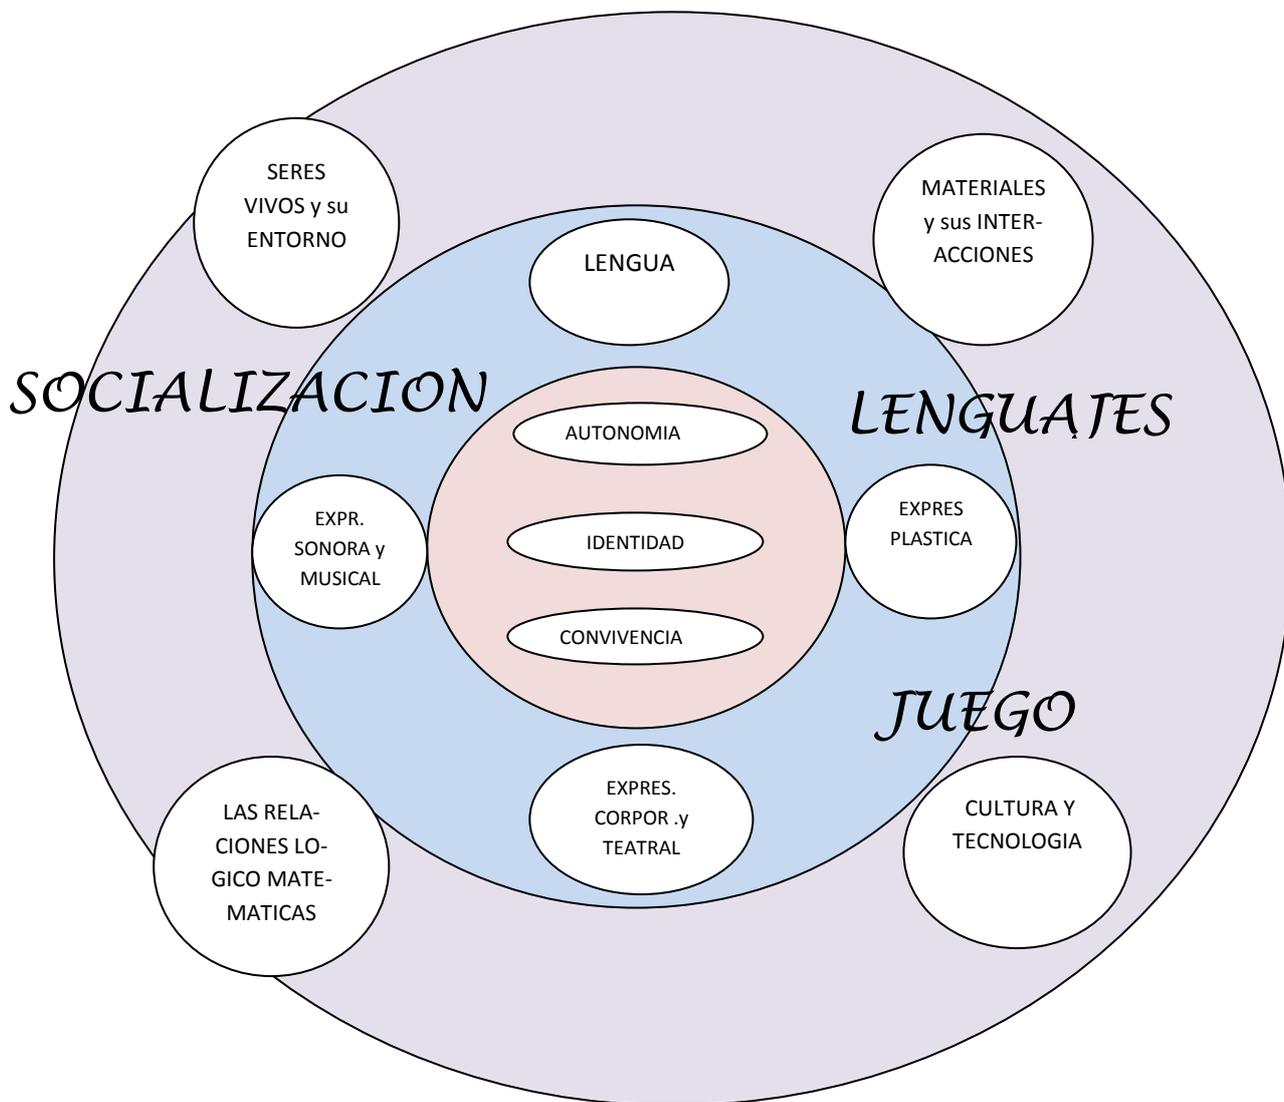 SERES
VIVOS y su
ENTORNO
MATERIALES
y sus INTER-
ACCIONES
LENGUA
SOCIALIZACION
LENGUAJES
AUTONOMIA
EXPR.
SONORA y
MUSICAL
IDENTIDAD
EXPRES
PLASTICA
CONVIVENCIA
JUEGO
EXPRES.
CORPOR .y
TEATRAL
LAS RELA-
CIONES LO-
GICO MATE-
MATICAS
CULTURA Y
TECNOLOGIA